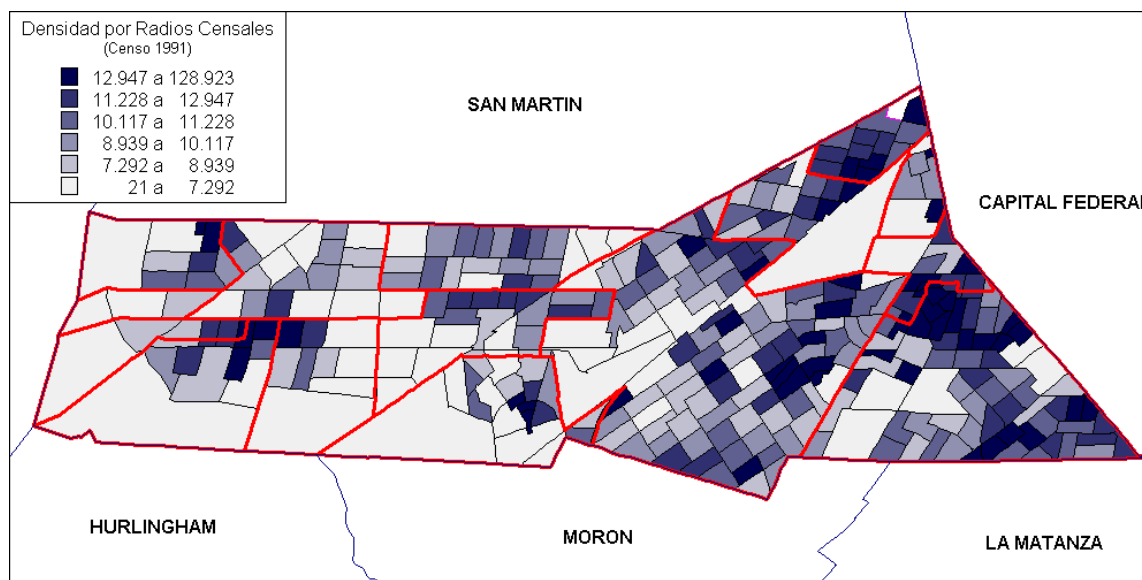 Densidad por Radios Censales
(Censo 1991)
12.947 a 128.923
11.228 a 12.947
10.117 a 11.228
8.939 a 10.117
7.292 a 8.939
21 a 7.292
SAN MARTIN
CAPITAL FEDERAL
HURLINGHAM
MORON
LA MATANZA